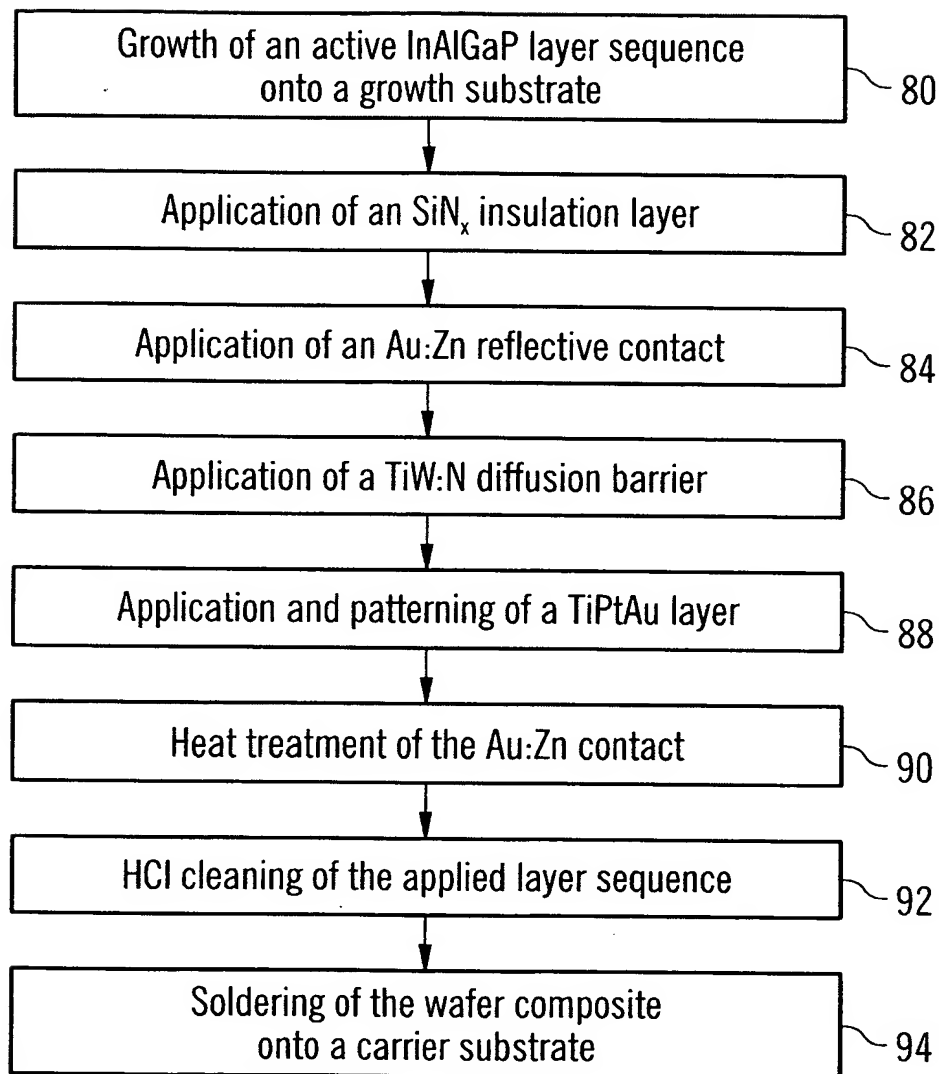 Growth of an active InAlGaP layer sequence
onto a growth substrate
80
Application of an SiNₓ insulation layer
82
Application of an Au:Zn reflective contact
84
Application of a TiW:N diffusion barrier
86
Application and patterning of a TiPtAu layer
88
Heat treatment of the Au:Zn contact
90
HCl cleaning of the applied layer sequence
92
Soldering of the wafer composite
onto a carrier substrate
94